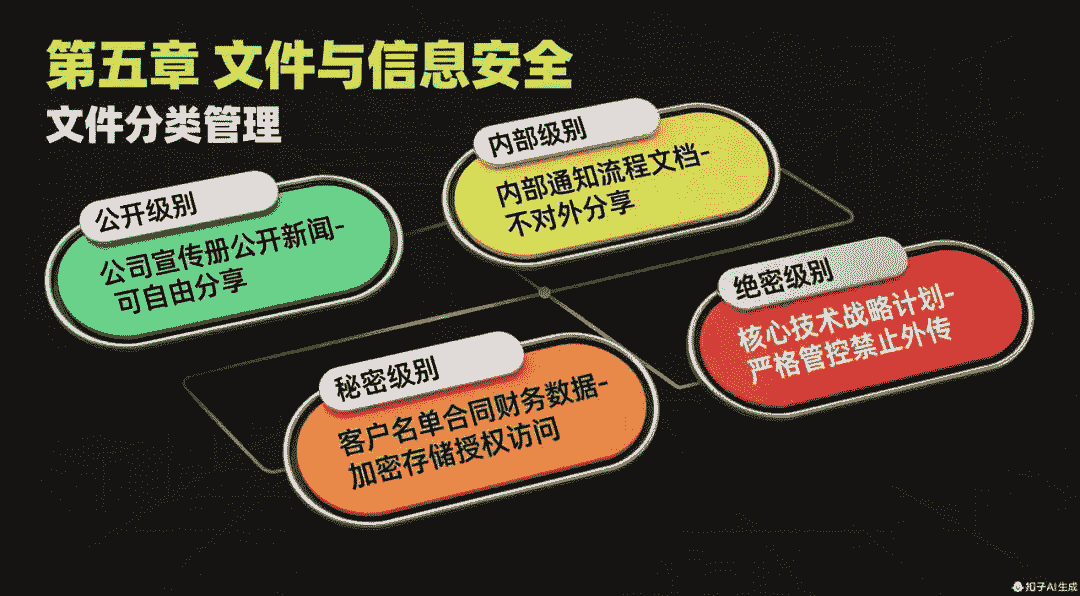 第五章 文件与信息安全
文件分类管理
公开级别
公司宣传册公开新闻-
可自由分享
内部级别
内部通知流程文档-
不对外分享
秘密级别
客户名单合同财务数据-
加密存储授权访问
绝密级别
核心技术战略计划-
严格管控禁止外传
扣子AI生成